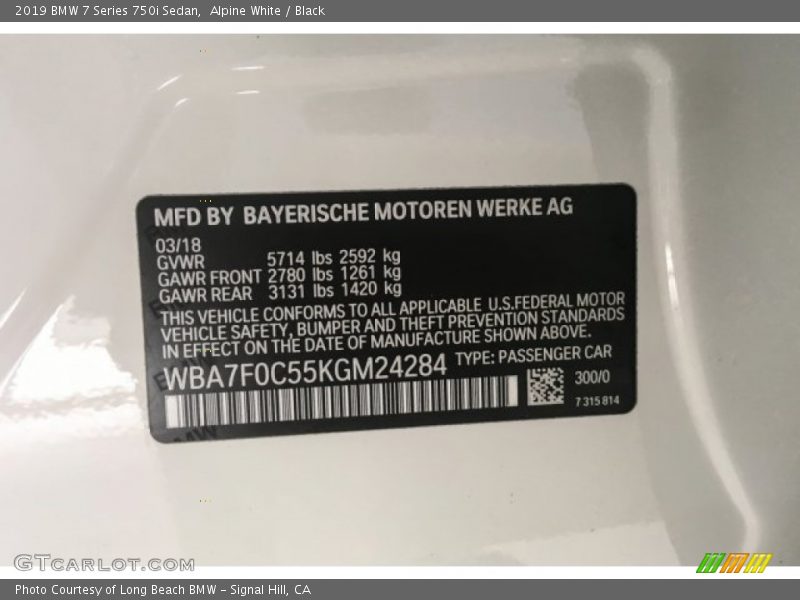 2019 BMW 7 Series 750i Sedan,  Alpine White / Black
MFD BY BAYERISCHE MOTOREN WERKE AG
03/18
GVWR 5714 lbs 2592 kg
GAWR FRONT 2780 lbs 1261 kg
GAWR REAR 3131 lbs 1420 kg
THIS VEHICLE CONFORMS TO ALL APPLICABLE U.S.FEDERAL MOTOR
VEHICLE SAFETY, BUMPER AND THEFT PREVENTION STANDARDS
IN EFFECT ON THE DATE OF MANUFACTURE SHOWN ABOVE.
WBA7F0C55KGM24284 TYPE: PASSENGER CAR
300/0
7 315 814
BMW
GTCARLOT.COM
Photo Courtesy of Long Beach BMW – Signal Hill, CA